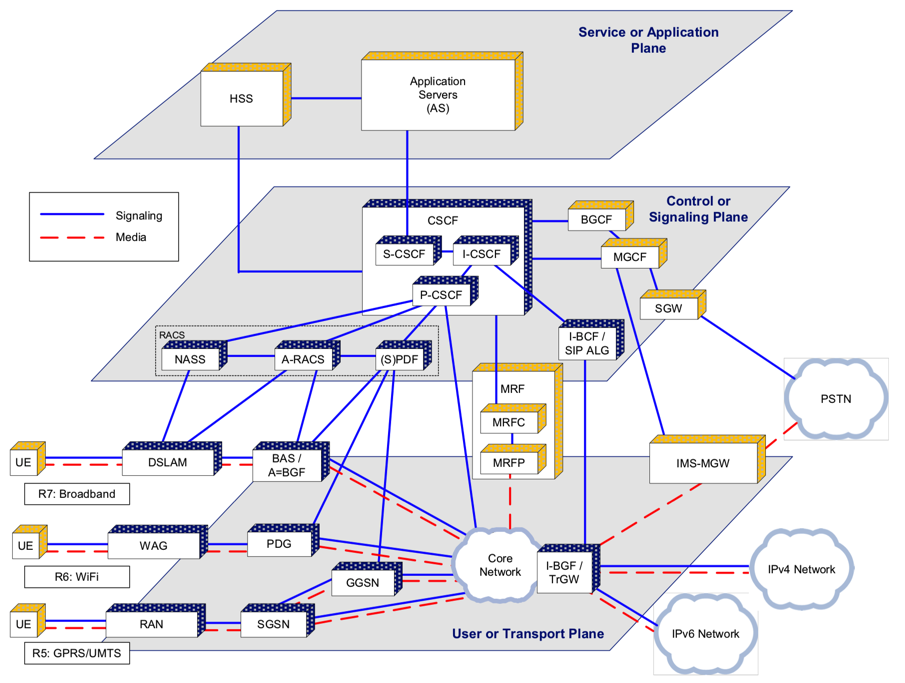 Service or Application
Plane
HSS
Application
Servers
(AS)
Signaling
Media
Control or
Signaling Plane
CSCF
S-CSCF
I-CSCF
P-CSCF
BGCF
MGCF
SGW
I-BCF /
SIP ALG
RACS
NASS
A-RACS
(S)PDF
MRF
MRFC
MRFP
PSTN
IMS-MGW
UE
DSLAM
BAS /
A=BGF
R7: Broadband
UE
WAG
PDG
R6: WiFi
GGSN
Core
Network
I-BGF /
TrGW
IPv4 Network
UE
RAN
SGSN
R5: GPRS/UMTS
User or Transport Plane
IPv6 Network